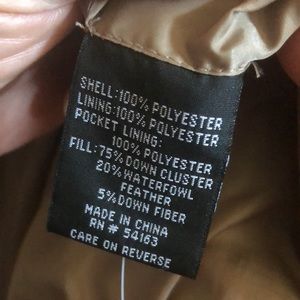 SHELL:100% POLYESTER
LINING:100% POLYESTER
POCKET LINING:
100% POLYESTER
FILL:75% DOWN CLUSTER
20% WATERFOWL
FEATHER
5% DOWN FIBER
MADE IN CHINA
RN # 54163
CARE ON REVERSE